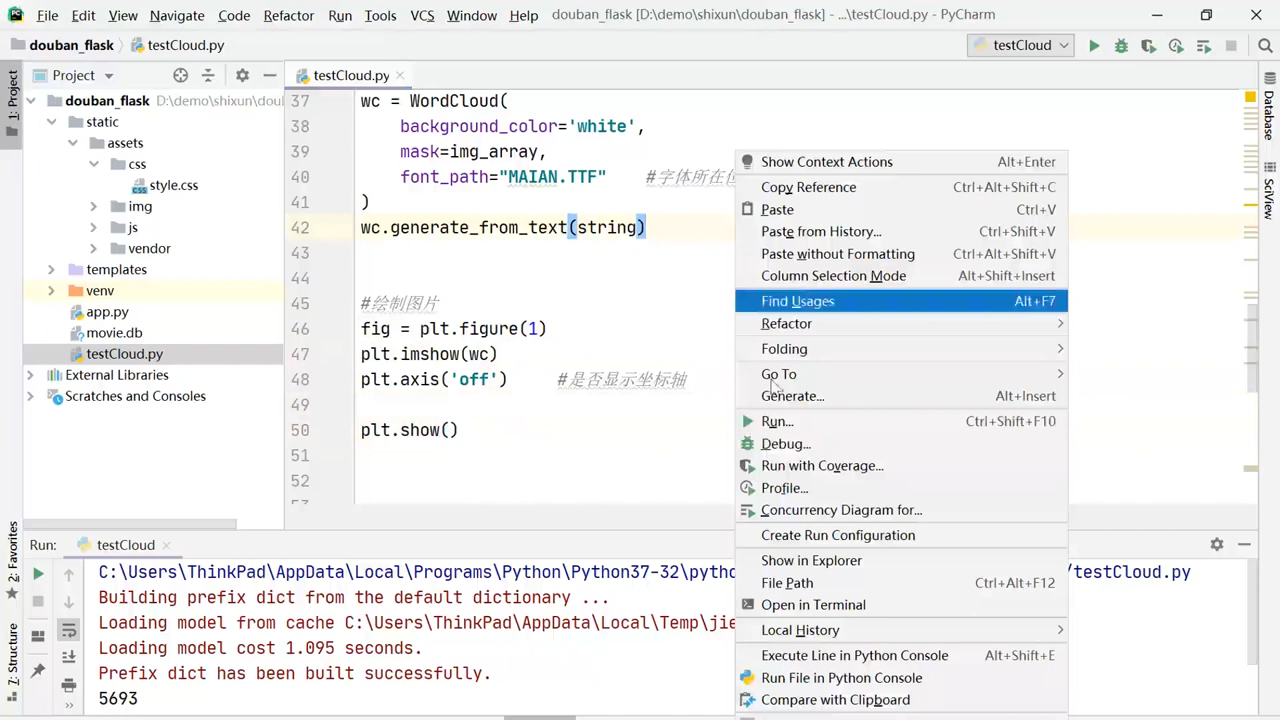 File Edit View Navigate Code Refactor Run Tools VCS Window Help douban_flask [D:\demo\shixun\douban_flask] - ...\testCloud.py - PyCharm
douban_flask testCloud.py
testCloud
1: Project
Project
testCloud.py
Database
SciView
douban_flask D:\demo\shixun\dou
static
assets
css
style.css
img
js
vendor
templates
venv
app.py
movie.db
testCloud.py
External Libraries
Scratches and Consoles
37 wc = WordCloud(
38 background_color='white',
39 mask=img_array,
40 font_path="MAIAN.TTF" #字体所在
41 )
42 wc.generate_from_text(string)
43
44
45 #绘制图片
46 fig = plt.figure(1)
47 plt.imshow(wc)
48 plt.axis('off') #是否显示坐标轴
49
50 plt.show()
51
52
Show Context Actions Alt+Enter
Copy Reference Ctrl+Alt+Shift+C
Paste Ctrl+V
Paste from History... Ctrl+Shift+V
Paste without Formatting Ctrl+Alt+Shift+V
Column Selection Mode Alt+Shift+Insert
Find Usages Alt+F7
Refactor
Folding
Go To
Generate... Alt+Insert
Run... Ctrl+Shift+F10
Debug...
Run with Coverage...
Profile...
Concurrency Diagram for...
Create Run Configuration
Show in Explorer
File Path Ctrl+Alt+F12
Open in Terminal
Local History
Execute Line in Python Console Alt+Shift+E
Run File in Python Console
Compare with Clipboard
2: Favorites
7: Structure
Run: testCloud
C:\Users\ThinkPad\AppData\Local\Programs\Python\Python37-32\pytho /testCloud.py
Building prefix dict from the default dictionary ...
Loading model from cache C:\Users\ThinkPad\AppData\Local\Temp\jie
Loading model cost 1.095 seconds.
Prefix dict has been built successfully.
5693